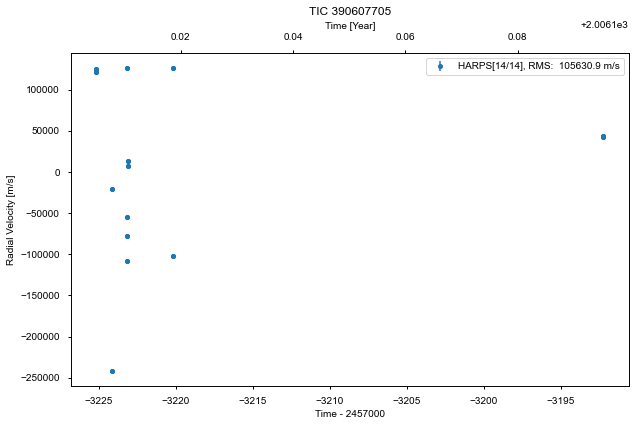 TIC 390607705
Time [Year]
+2.0061e3
0.02 0.04 0.06 0.08
HARPS[14/14], RMS:  105630.9 m/s
Radial Velocity [m/s]
100000
50000
0
−50000
−100000
−150000
−200000
−250000
−3225 −3220 −3215 −3210 −3205 −3200 −3195
Time - 2457000